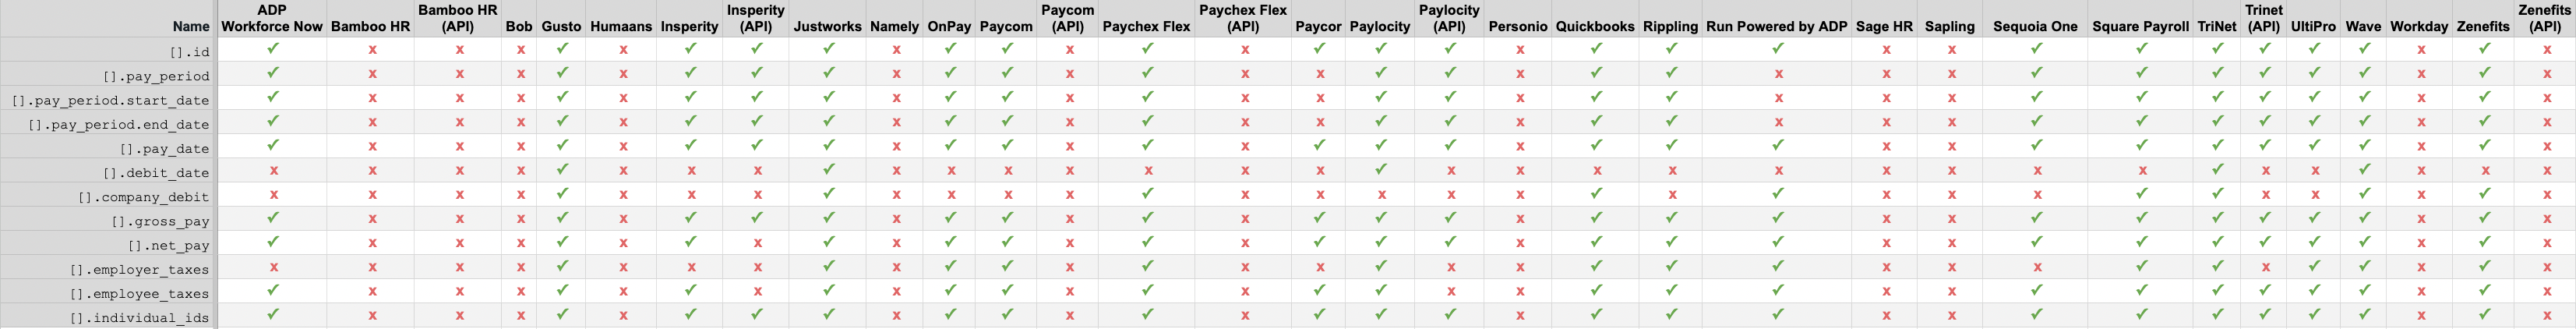 Name ADP Workforce Now Bamboo HR Bamboo HR (API) Bob Gusto Humaans Insperity Insperity (API) Justworks Namely OnPay Paycom Paycom (API) Paychex Flex Paychex Flex (API) Paycor Paylocity Paylocity (API) Personio Quickbooks Rippling Run Powered by ADP Sage HR Sapling Sequoia One Square Payroll TriNet Trinet (API) UltiPro Wave Workday Zenefits Zenefits (API)
[].id ✓ x x x ✓ x ✓ ✓ ✓ x ✓ ✓ x ✓ x ✓ ✓ ✓ x ✓ ✓ ✓ x x ✓ ✓ ✓ ✓ ✓ ✓ x ✓ x
[].pay_period ✓ x x x ✓ x ✓ ✓ ✓ x ✓ ✓ x ✓ x x ✓ ✓ x ✓ ✓ x x x ✓ ✓ ✓ ✓ ✓ ✓ x ✓ x
[].pay_period.start_date ✓ x x x ✓ x ✓ ✓ ✓ x ✓ ✓ x ✓ x x ✓ ✓ x ✓ ✓ x x x ✓ ✓ ✓ ✓ ✓ ✓ x ✓ x
[].pay_period.end_date ✓ x x x ✓ x ✓ ✓ ✓ x ✓ ✓ x ✓ x x ✓ ✓ x ✓ ✓ x x x ✓ ✓ ✓ ✓ ✓ ✓ x ✓ x
[].pay_date ✓ x x x ✓ x ✓ ✓ ✓ x ✓ ✓ x ✓ x ✓ ✓ ✓ x ✓ ✓ ✓ x x ✓ ✓ ✓ ✓ ✓ ✓ x ✓ x
[].debit_date x x x x ✓ x x x ✓ x x x x x x x ✓ x x x x x x x x x ✓ x x ✓ x x x
[].company_debit x x x x ✓ x x x ✓ x x x x ✓ x x x x x ✓ x ✓ x x x ✓ ✓ x x ✓ x ✓ x
[].gross_pay ✓ x x x ✓ x ✓ ✓ ✓ x ✓ ✓ x ✓ x ✓ ✓ ✓ x ✓ ✓ ✓ x x ✓ ✓ ✓ ✓ ✓ ✓ x ✓ x
[].net_pay ✓ x x x ✓ x ✓ x ✓ x ✓ ✓ x ✓ x ✓ ✓ ✓ x ✓ ✓ ✓ x x ✓ ✓ ✓ ✓ ✓ ✓ x ✓ x
[].employer_taxes x x x x ✓ x x x ✓ x ✓ ✓ x ✓ x x ✓ x x ✓ ✓ ✓ x x x ✓ ✓ x ✓ ✓ x ✓ x
[].employee_taxes ✓ x x x ✓ x ✓ x ✓ x ✓ ✓ x ✓ x ✓ ✓ x x ✓ ✓ ✓ x x ✓ ✓ ✓ ✓ ✓ ✓ x ✓ x
[].individual_ids ✓ x x x ✓ x ✓ ✓ ✓ x ✓ ✓ x ✓ x ✓ ✓ ✓ x ✓ ✓ ✓ x x ✓ ✓ ✓ ✓ ✓ ✓ x ✓ x